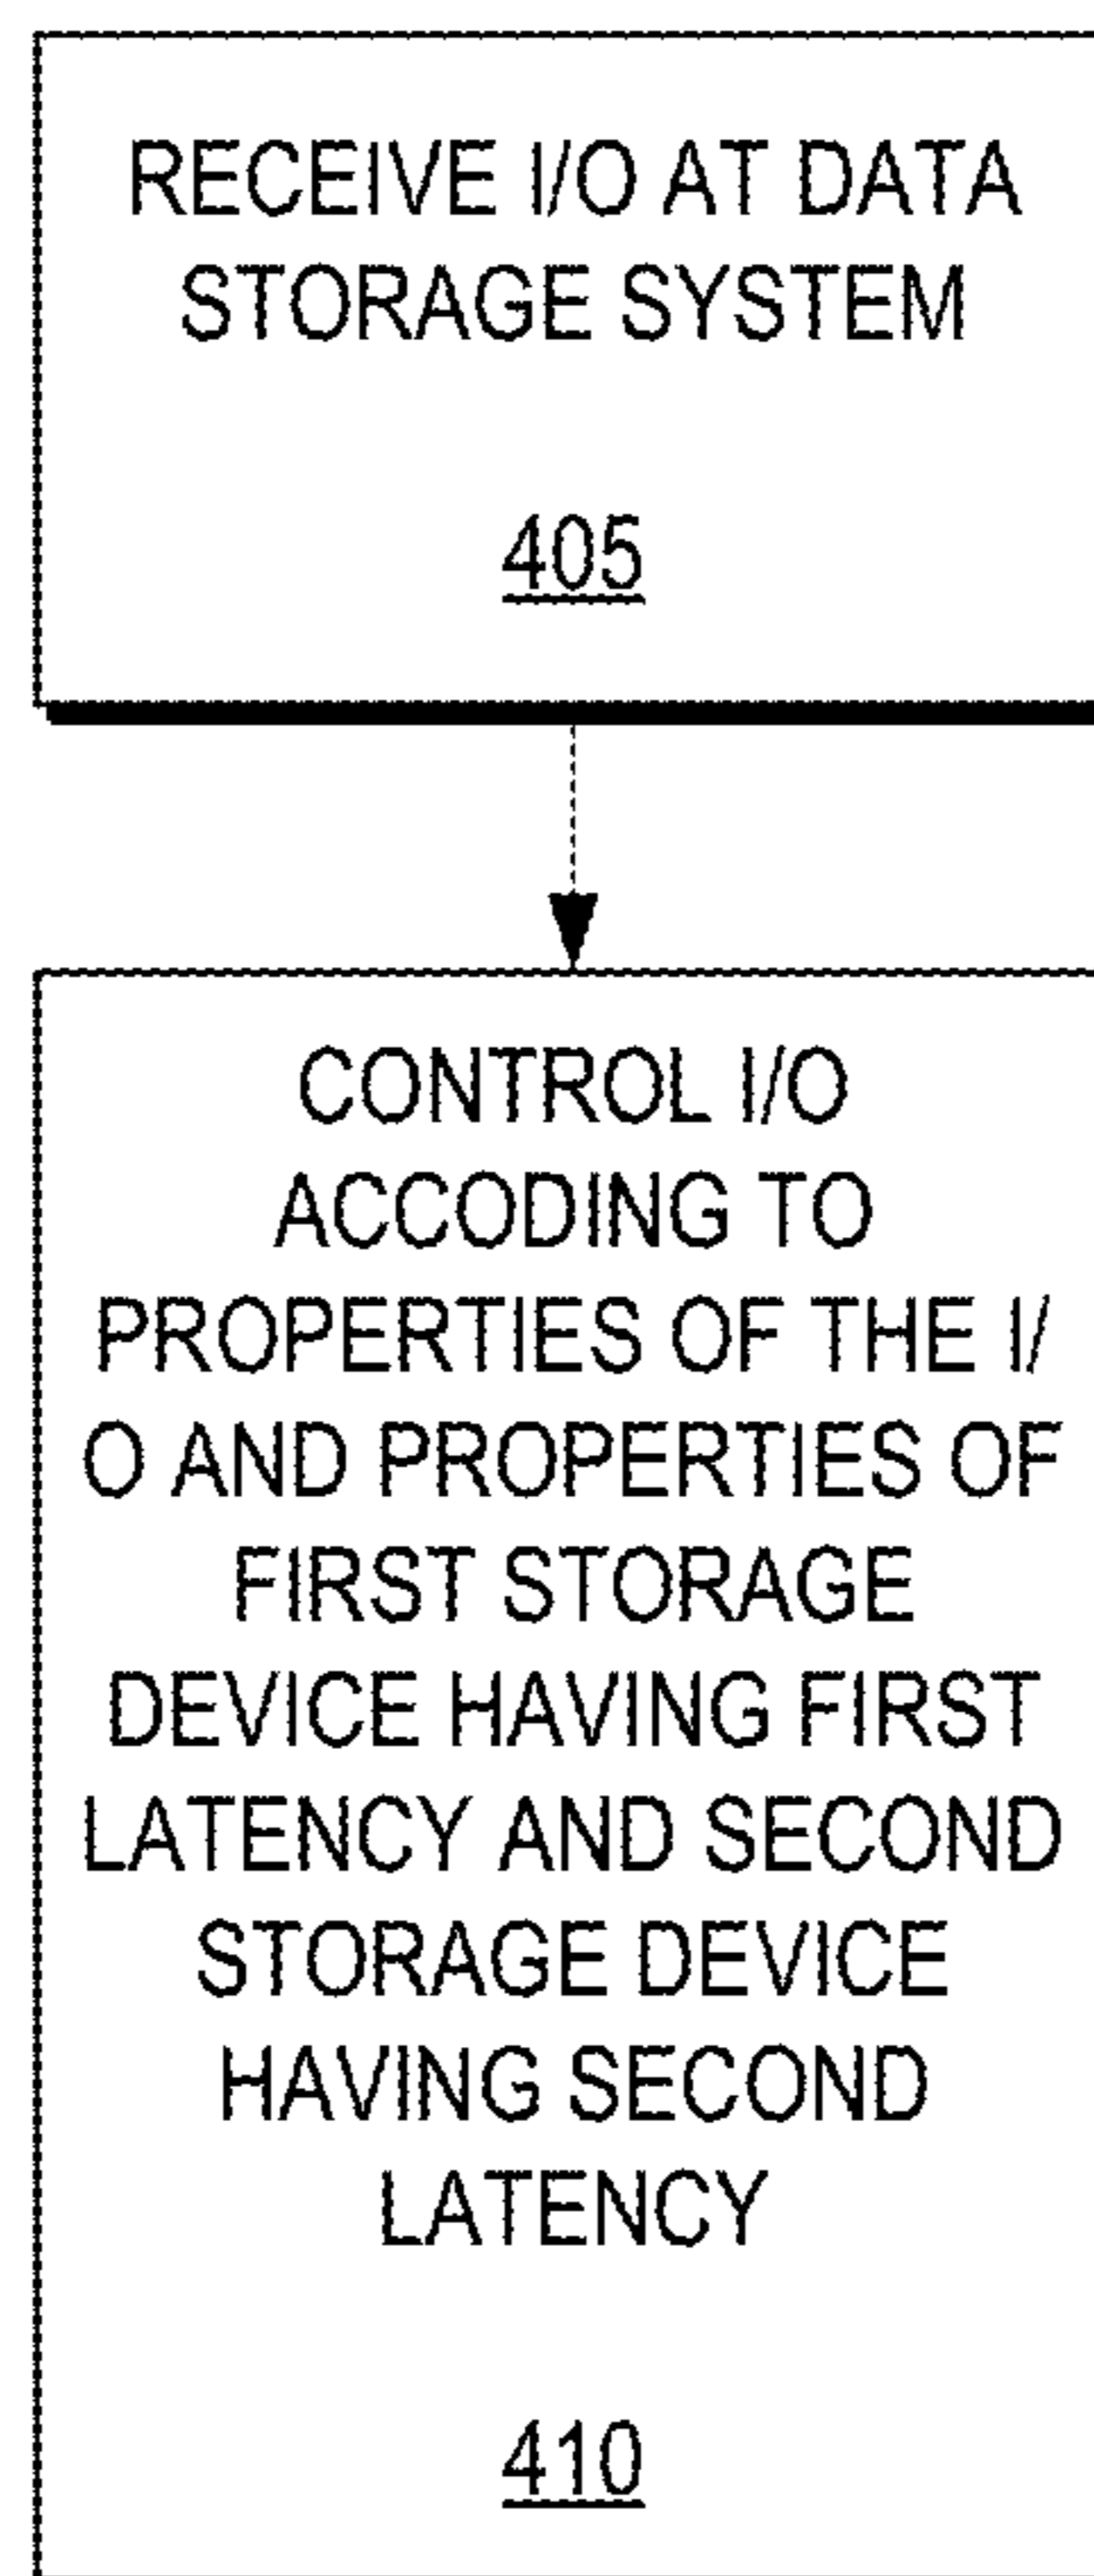 RECEIVE I/O AT DATA
STORAGE SYSTEM
405
CONTROL I/O
ACCODING TO
PROPERTIES OF THE I/
O AND PROPERTIES OF
FIRST STORAGE
DEVICE HAVING FIRST
LATENCY AND SECOND
STORAGE DEVICE
HAVING SECOND
LATENCY
410